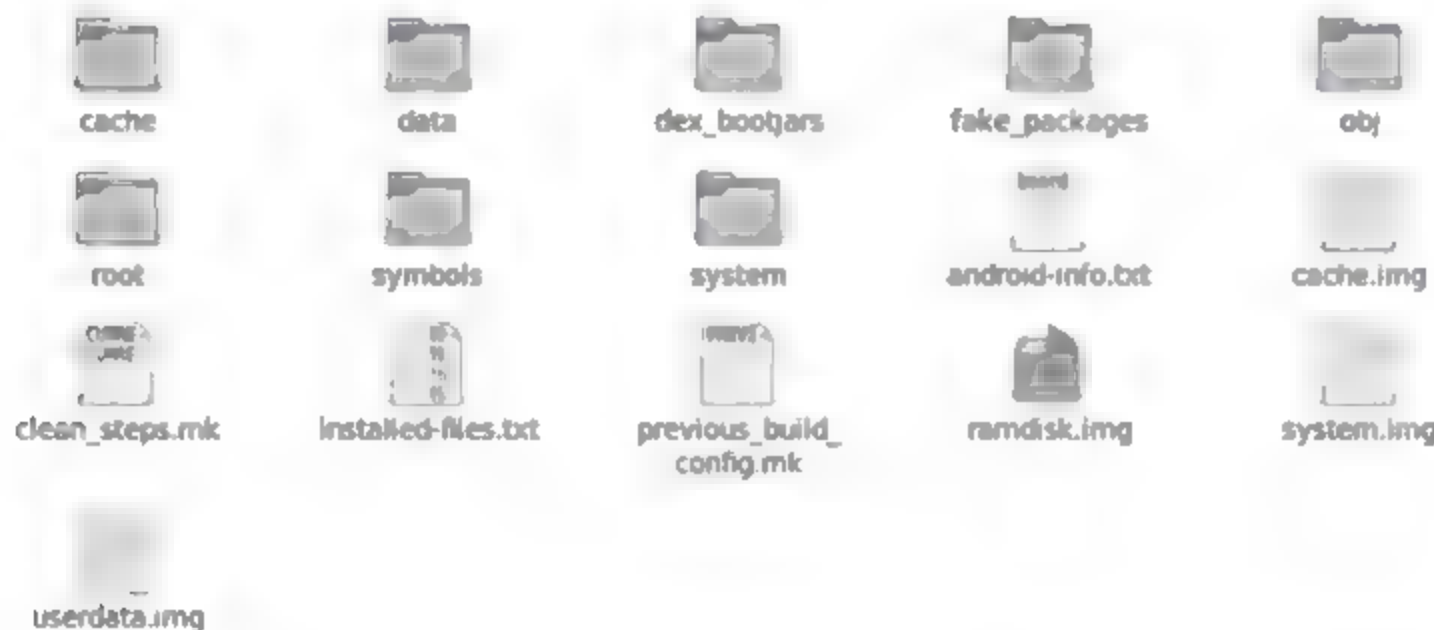 cache data dex_bootjars fake_packages obj
root symbols system android-info.txt cache.img
clean_steps.mk installed-files.txt previous_build_ ramdisk.img system.img
config.mk
userdata.img